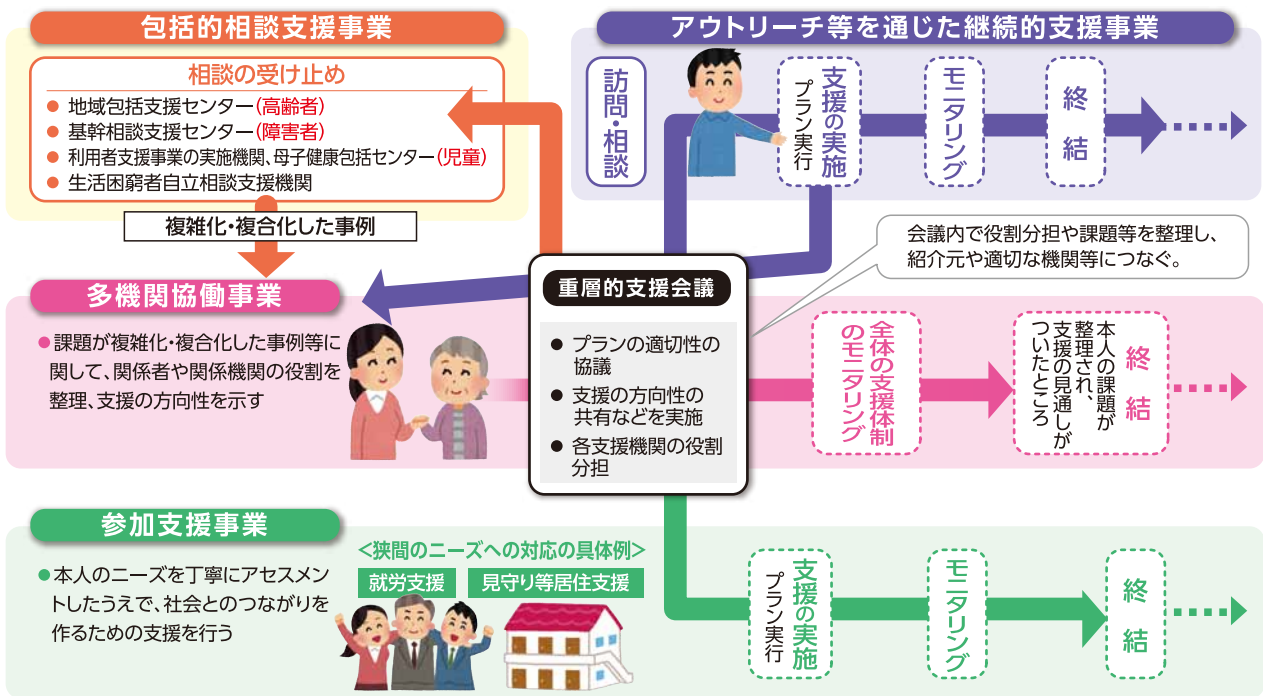 包括的相談支援事業
相談の受け止め
● 地域包括支援センター(高齢者)
● 基幹相談支援センター(障害者)
● 利用者支援事業の実施機関、母子健康包括センター(児童)
● 生活困窮者自立相談支援機関
複雑化・複合化した事例
アウトリーチ等を通じた継続的支援事業
訪問・相談
支援の実施
プラン実行
モニタリング
終結
会議内で役割分担や課題等を整理し、
紹介元や適切な機関等につなぐ。
多機関協働事業
●課題が複雑化・複合化した事例等に
関して、関係者や関係機関の役割を
整理、支援の方向性を示す
重層的支援会議
● プランの適切性の
協議
● 支援の方向性の
共有などを実施
● 各支援機関の役割
分担
全体の支援体制
のモニタリング
終結
本人の課題が
整理され、
支援の見通しが
ついたところ
参加支援事業
●本人のニーズを丁寧にアセスメン
トしたうえで、社会とのつながりを
作るための支援を行う
<狭間のニーズへの対応の具体例>
就労支援
見守り等居住支援
支援の実施
プラン実行
モニタリング
終結